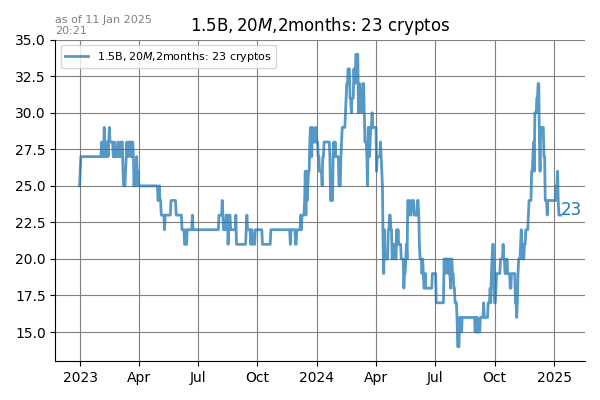 as of 11 Jan 2025
20:21
1.5B, 20M,2months: 23 cryptos
1.5B, 20M,2months: 23 cryptos
35.0
32.5
30.0
27.5
25.0
22.5
20.0
17.5
15.0
23
2023
Apr
Jul
Oct
2024
Apr
Jul
Oct
2025